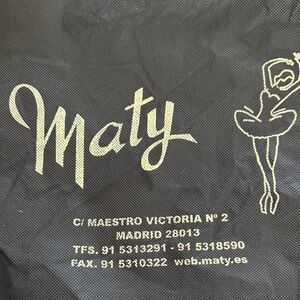 Maty
C/ MAESTRO VICTORIA Nº 2
MADRID 28013
TFS. 91 5313291 - 91 5318590
FAX. 91 5310322 web.maty.es